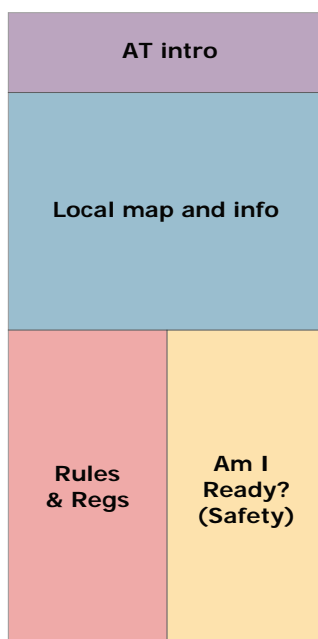 AT intro
Local map and info
Rules
& Regs
Am I
Ready?
(Safety)